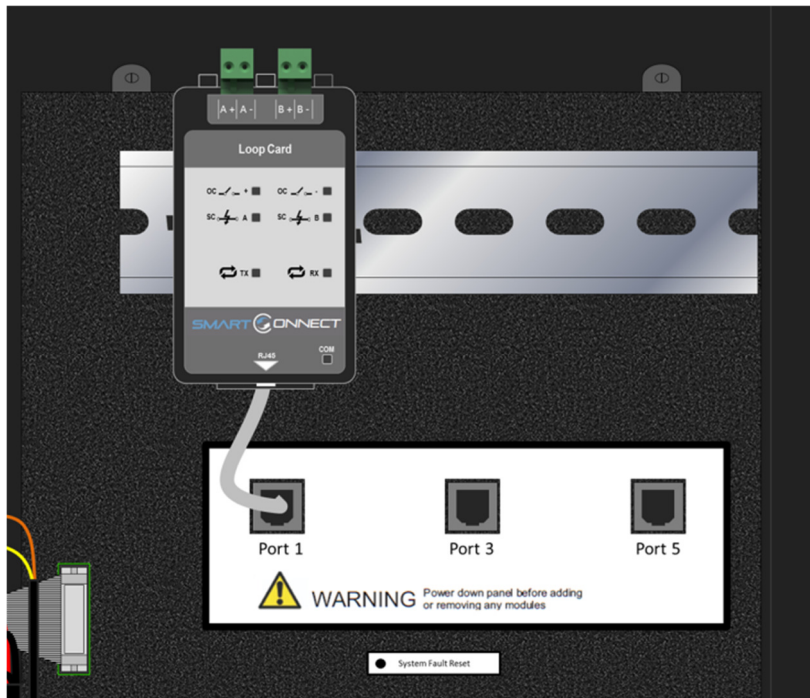 A+ A- B+ B-
Loop Card
OC + OC -
SC A SC B
TX RX
SMART CONNECT
COM
RJ45
Port 1 Port 3 Port 5
WARNING Power down panel before adding
or removing any modules
System Fault Reset